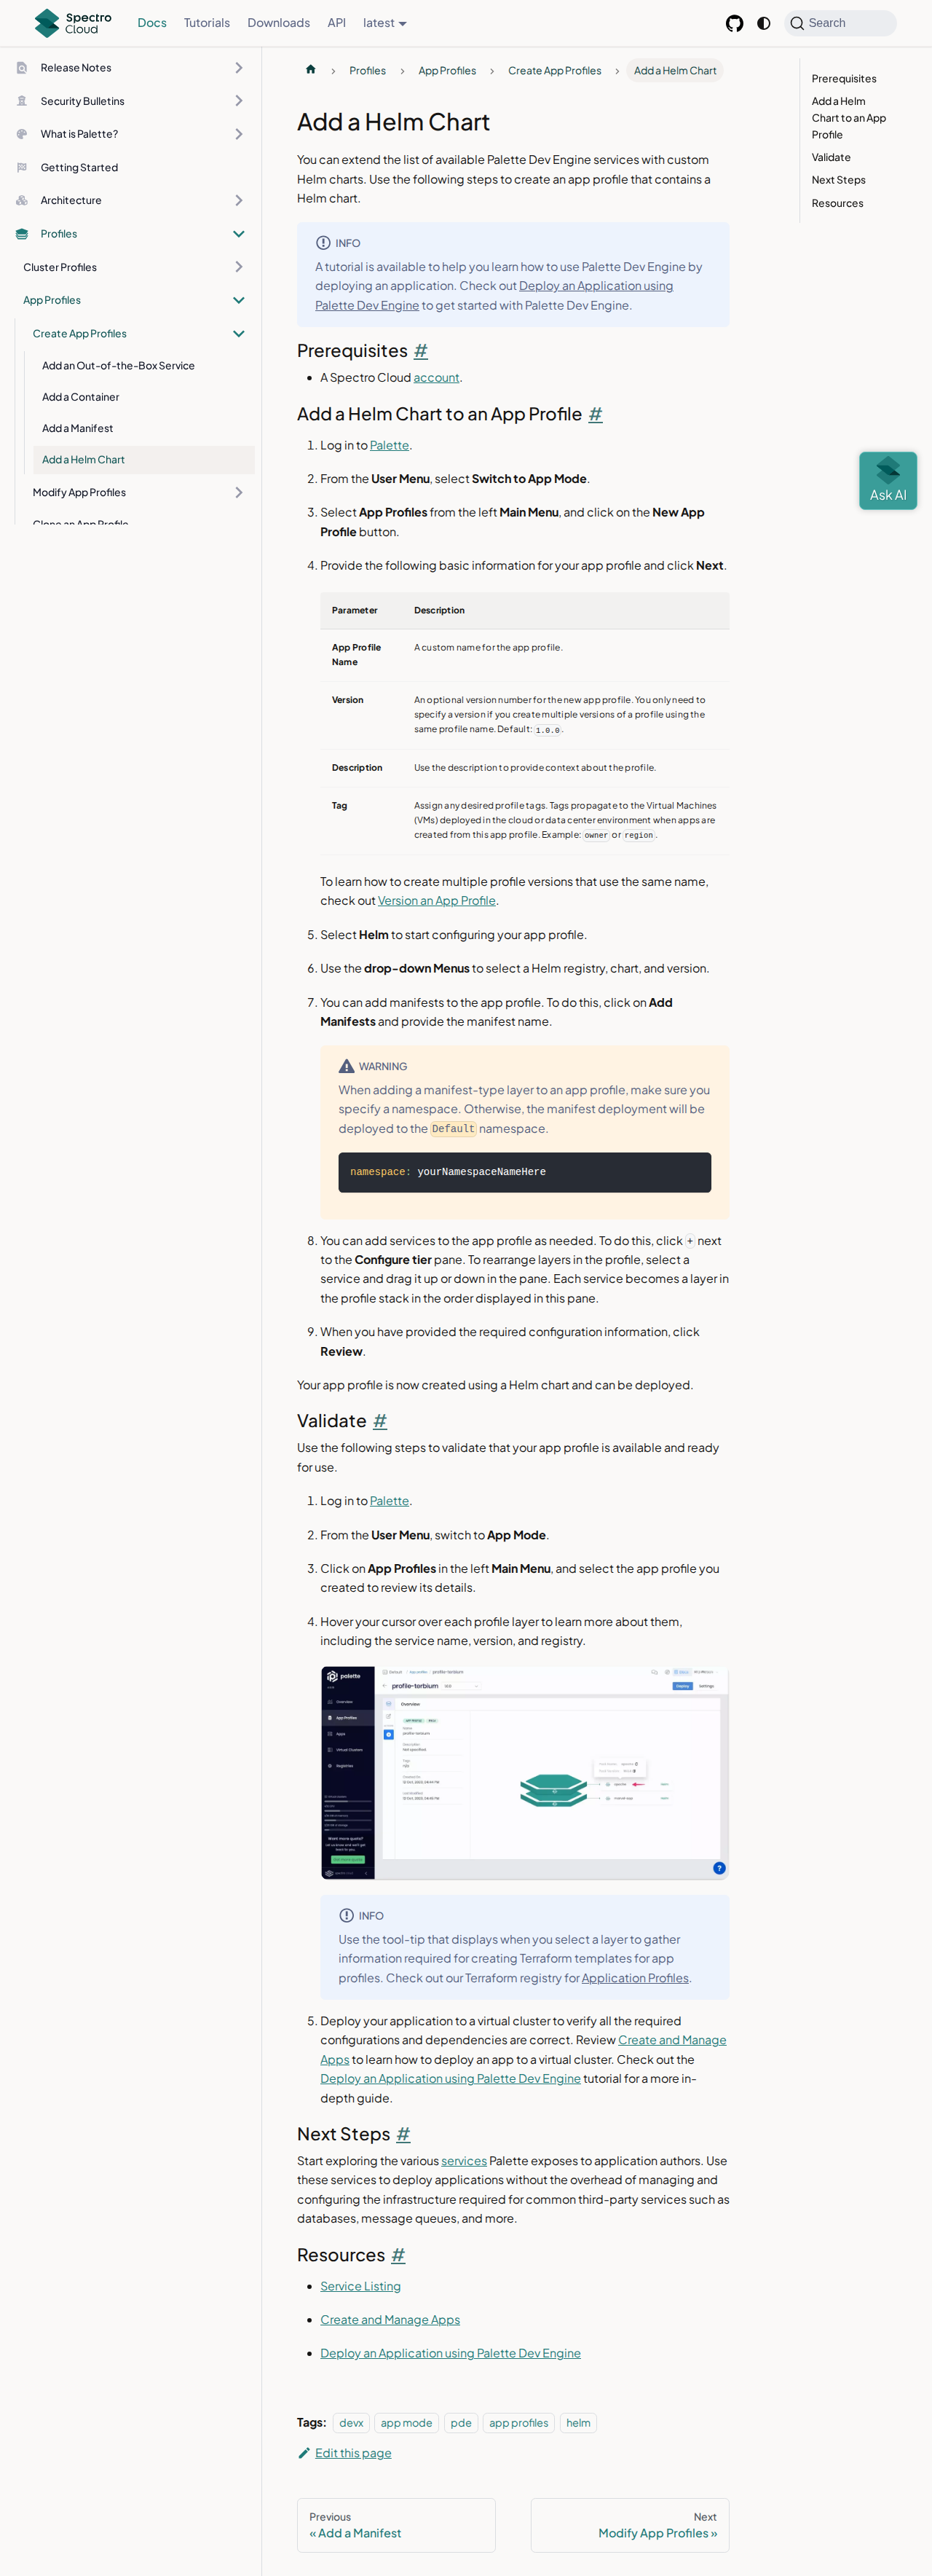 Spectro
Cloud
Docs
Tutorials
Downloads
API
latest
Search
Release Notes
Security Bulletins
What is Palette?
Getting Started
Architecture
Profiles
Cluster Profiles
App Profiles
Create App Profiles
Add an Out-of-the-Box Service
Add a Container
Add a Manifest
Add a Helm Chart
Modify App Profiles
Clone an App Profile
Profiles
App Profiles
Create App Profiles
Add a Helm Chart
Add a Helm Chart
You can extend the list of available Palette Dev Engine services with custom
Helm charts. Use the following steps to create an app profile that contains a
Helm chart.
INFO
A tutorial is available to help you learn how to use Palette Dev Engine by
deploying an application. Check out Deploy an Application using
Palette Dev Engine to get started with Palette Dev Engine.
Prerequisites #
• A Spectro Cloud account.
Add a Helm Chart to an App Profile #
1. Log in to Palette.
2. From the User Menu, select Switch to App Mode.
3. Select App Profiles from the left Main Menu, and click on the New App
Profile button.
4. Provide the following basic information for your app profile and click Next.
Parameter Description
App Profile A custom name for the app profile.
Name
Version An optional version number for the new app profile. You only need to
specify a version if you create multiple versions of a profile using the
same profile name. Default: 1.0.0.
Description Use the description to provide context about the profile.
Tag Assign any desired profile tags. Tags propagate to the Virtual Machines
(VMs) deployed in the cloud or data center environment when apps are
created from this app profile. Example: owner or region.
To learn how to create multiple profile versions that use the same name,
check out Version an App Profile.
5. Select Helm to start configuring your app profile.
6. Use the drop-down Menus to select a Helm registry, chart, and version.
7. You can add manifests to the app profile. To do this, click on Add
Manifests and provide the manifest name.
WARNING
When adding a manifest-type layer to an app profile, make sure you
specify a namespace. Otherwise, the manifest deployment will be
deployed to the Default namespace.
namespace: yourNamespaceNameHere
8. You can add services to the app profile as needed. To do this, click + next
to the Configure tier pane. To rearrange layers in the profile, select a
service and drag it up or down in the pane. Each service becomes a layer in
the profile stack in the order displayed in this pane.
9. When you have provided the required configuration information, click
Review.
Your app profile is now created using a Helm chart and can be deployed.
Validate #
Use the following steps to validate that your app profile is available and ready
for use.
1. Log in to Palette.
2. From the User Menu, switch to App Mode.
3. Click on App Profiles in the left Main Menu, and select the app profile you
created to review its details.
4. Hover your cursor over each profile layer to learn more about them,
including the service name, version, and registry.
palette
Overview
App Profiles
Apps
Virtual Clusters
Registries
profile-terbium
Deploy
Settings
Overview
INFO
Use the tool-tip that displays when you select a layer to gather
information required for creating Terraform templates for app
profiles. Check out our Terraform registry for Application Profiles.
5. Deploy your application to a virtual cluster to verify all the required
configurations and dependencies are correct. Review Create and Manage
Apps to learn how to deploy an app to a virtual cluster. Check out the
Deploy an Application using Palette Dev Engine tutorial for a more in-
depth guide.
Next Steps #
Start exploring the various services Palette exposes to application authors. Use
these services to deploy applications without the overhead of managing and
configuring the infrastructure required for common third-party services such as
databases, message queues, and more.
Resources #
• Service Listing
• Create and Manage Apps
• Deploy an Application using Palette Dev Engine
Tags: devx app mode pde app profiles helm
Edit this page
Previous
« Add a Manifest
Next
Modify App Profiles »
Prerequisites
Add a Helm
Chart to an App
Profile
Validate
Next Steps
Resources
Ask AI